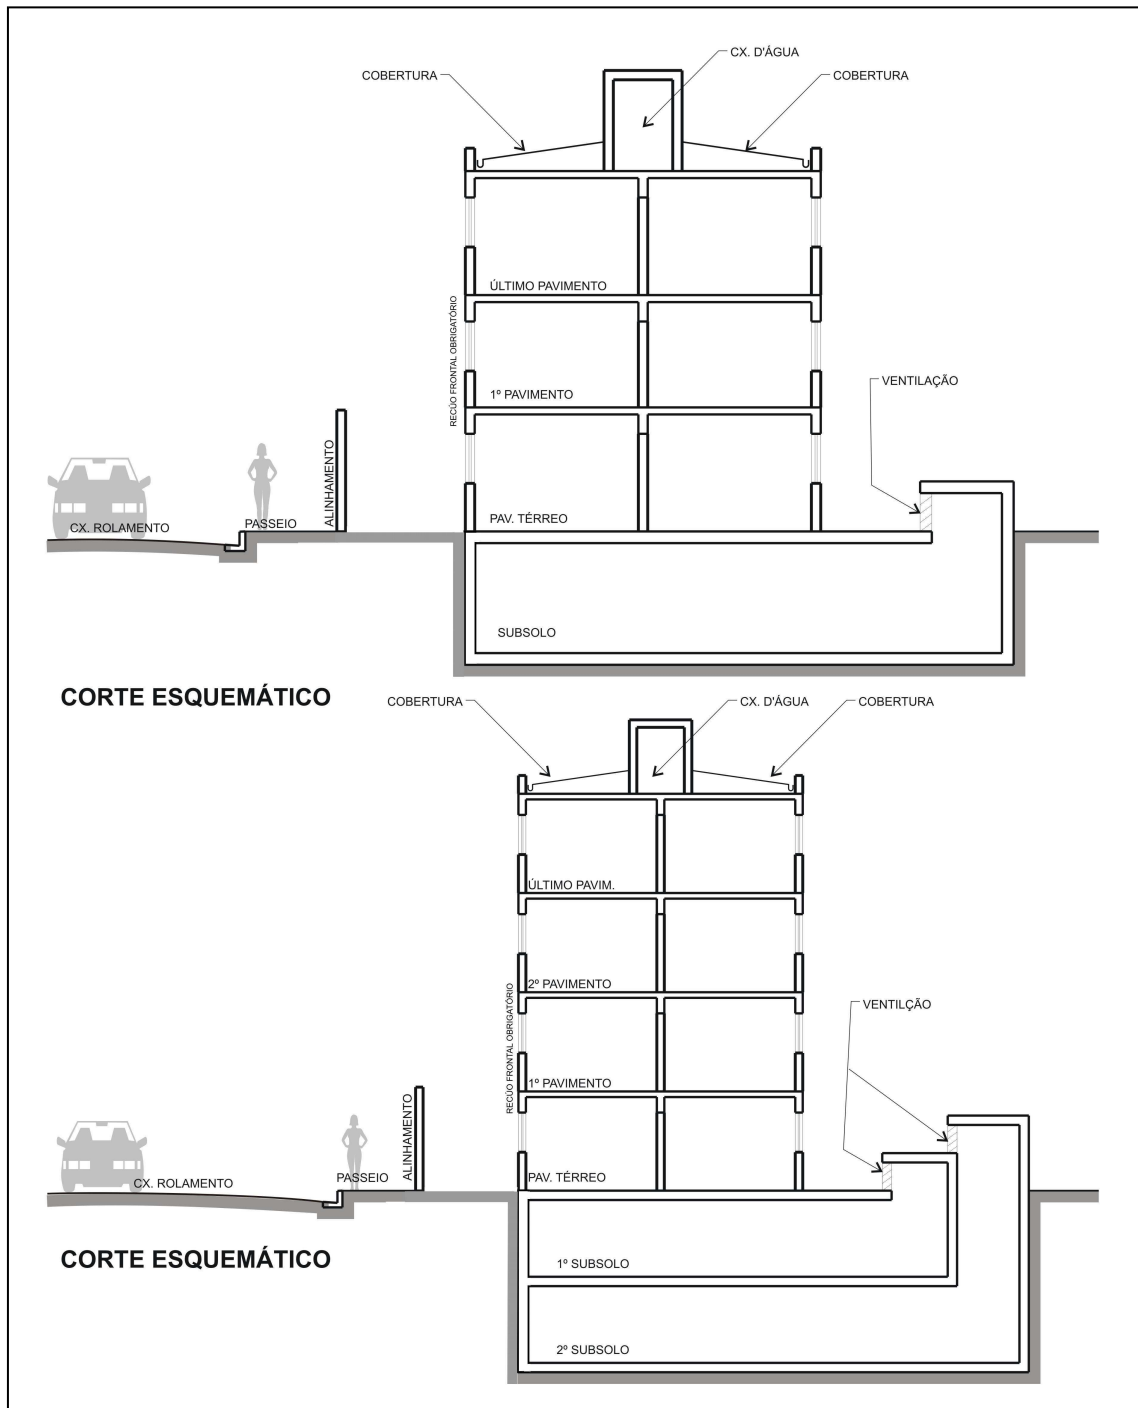 CX. D'ÁGUA
COBERTURA
COBERTURA
ÚLTIMO PAVIMENTO
RECÚO FRONTAL OBRIGATÓRIO
VENTILAÇÃO
1º PAVIMENTO
ALINHAMENTO
CX. ROLAMENTO
PASSEIO
PAV. TÉRREO
SUBSOLO
CORTE ESQUEMÁTICO
COBERTURA
CX. D'ÁGUA
COBERTURA
ÚLTIMO PAVIM.
2º PAVIMENTO
RECÚO FRONTAL OBRIGATÓRIO
VENTILÇÃO
1º PAVIMENTO
ALINHAMENTO
CX. ROLAMENTO
PASSEIO
PAV. TÉRREO
CORTE ESQUEMÁTICO
1º SUBSOLO
2º SUBSOLO